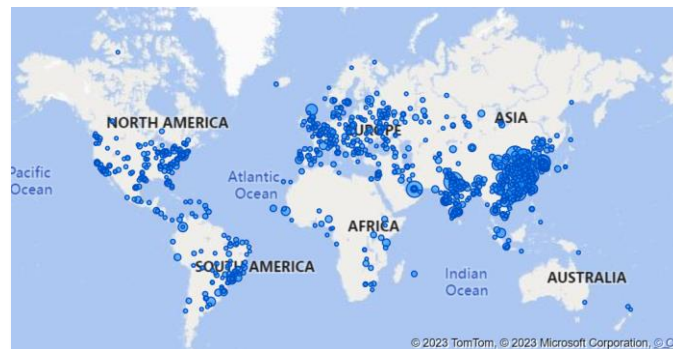 NORTH AMERICA
ASIA
EUROPE
Pacific
Ocean
Atlantic
Ocean
AFRICA
SOUTH AMERICA
Indian
Ocean
AUSTRALIA
© 2023 TomTom, © 2023 Microsoft Corporation, ©